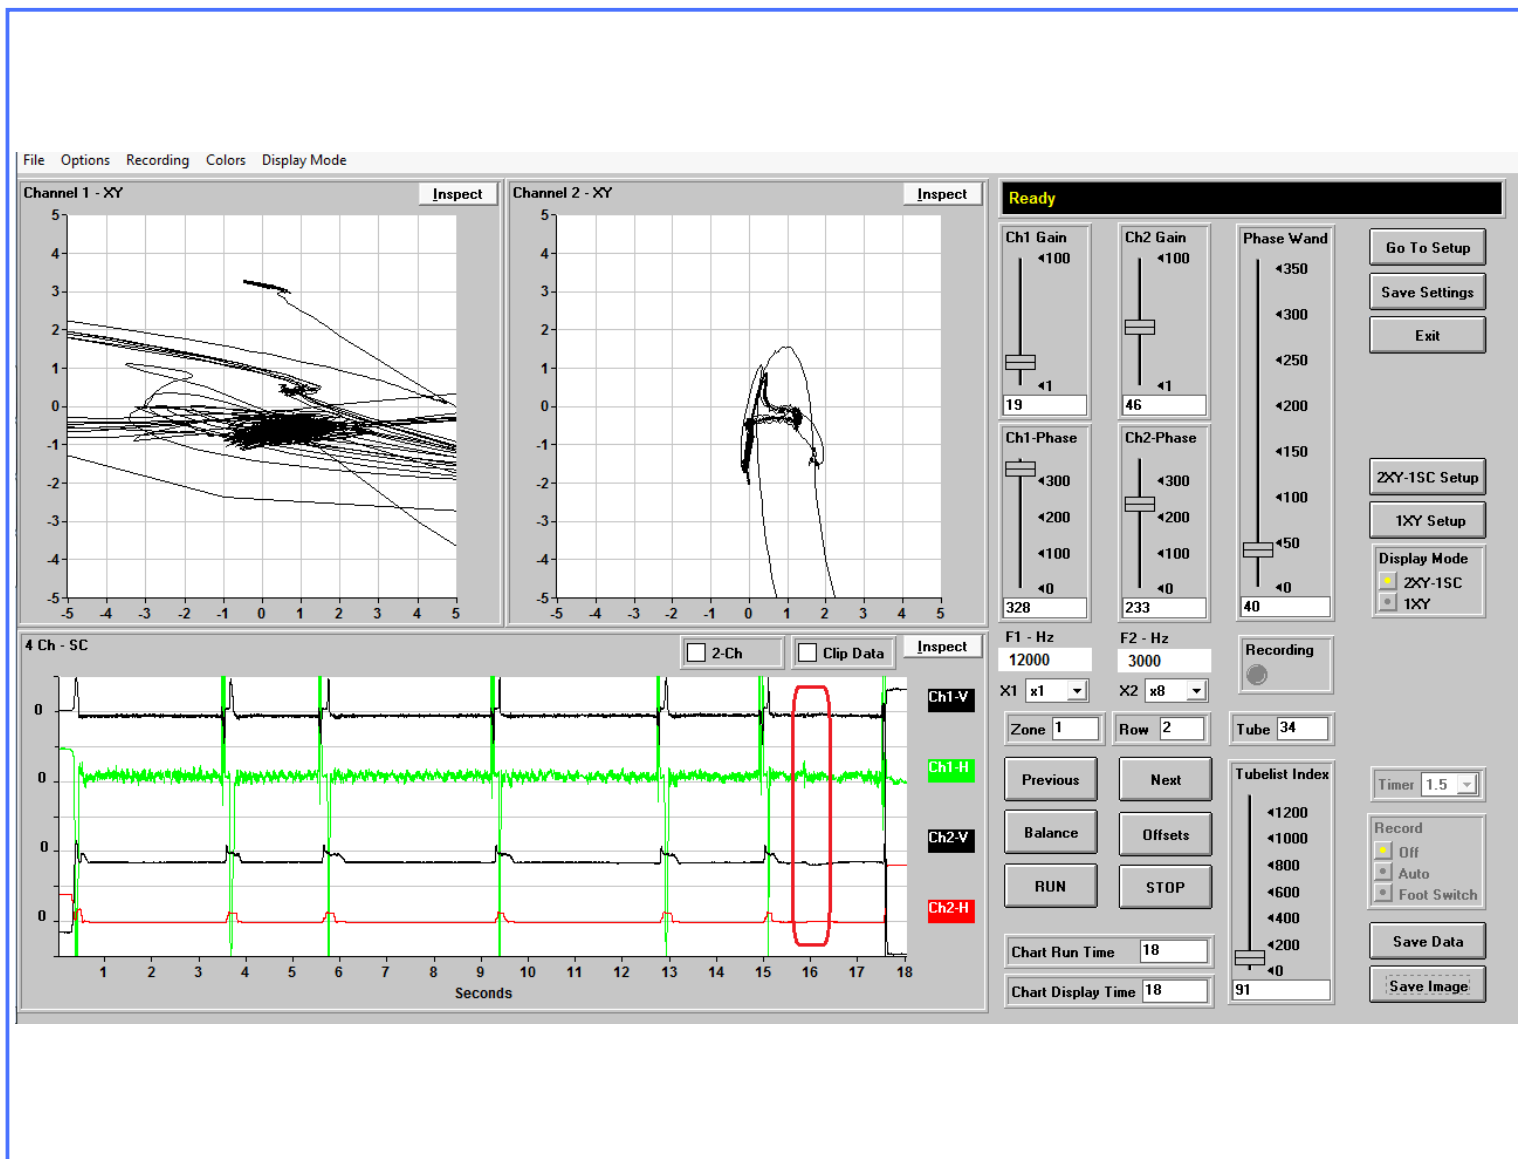 File Options Recording Colors Display Mode
Channel 1 - XY
Inspect
5
4
3
2
1
0
-1
-2
-3
-4
-5
-5 -4 -3 -2 -1 0 1 2 3 4 5
Channel 2 - XY
Inspect
5
4
3
2
1
0
-1
-2
-3
-4
-5
-5 -4 -3 -2 -1 0 1 2 3 4 5
4 Ch - SC
2-Ch
Clip Data
Inspect
0
0
0
0
Ch1-V
Ch1-H
Ch2-V
Ch2-H
1 2 3 4 5 6 7 8 9 10 11 12 13 14 15 16 17 18
Seconds
Ready
Ch1 Gain
100
1
19
Ch2 Gain
100
1
46
Phase Wand
350
300
250
200
150
100
50
0
40
Ch1-Phase
300
200
100
0
328
Ch2-Phase
300
200
100
0
233
Go To Setup
Save Settings
Exit
2XY-1SC Setup
1XY Setup
Display Mode
2XY-1SC
1XY
F1 - Hz
12000
X1 x1
F2 - Hz
3000
X2 x8
Recording
Zone 1
Row 2
Tube 34
Previous
Next
Balance
Offsets
RUN
STOP
Chart Run Time 18
Chart Display Time 18
Tubelist Index
1200
1000
800
600
400
200
0
91
Timer 1.5
Record
Off
Auto
Foot Switch
Save Data
Save Image